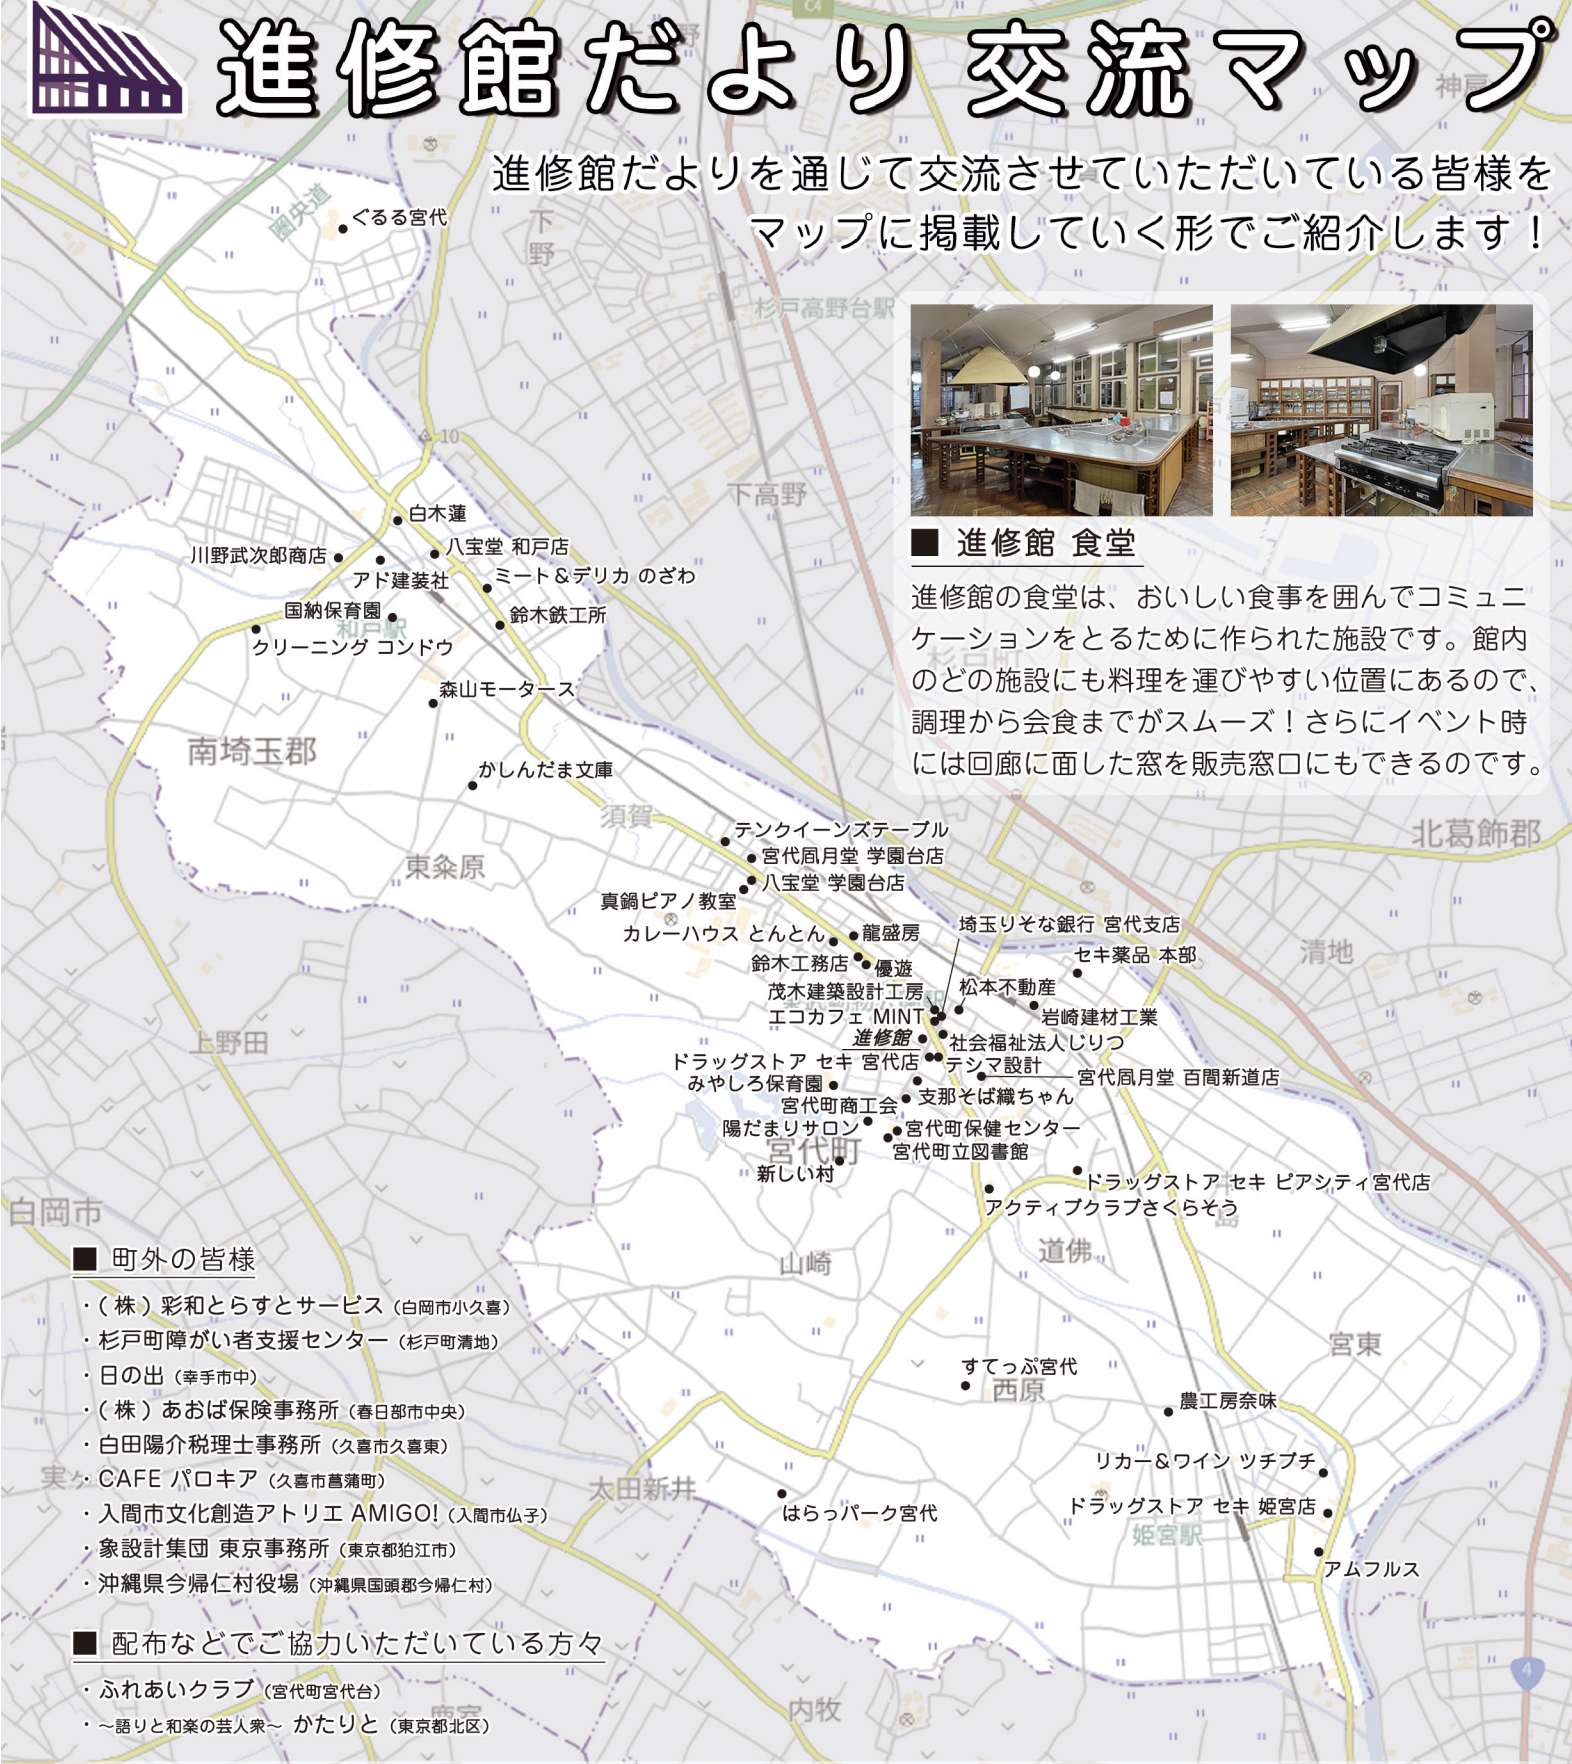 進修館だより 交流マップ
進修館だよりを通じて交流させていただいている皆様を
マップに掲載していく形でご紹介します！
C4
神戸
圏央道
ぐるる宮代
下野
杉戸高野台駅
10
下高野
白木蓮
川野武次郎商店
八宝堂 和戸店
アド建装社
ミート＆デリカ のざわ
国納保育園
鈴木鉄工所
和戸駅
クリーニング コンドウ
森山モータース
南埼玉郡
かしんだま文庫
須賀
東粂原
■ 進修館 食堂
進修館の食堂は、おいしい食事を囲んでコミュニ
ケーションをとるために作られた施設です。館内
のどの施設にも料理を運びやすい位置にあるので、
調理から会食までがスムーズ！さらにイベント時
には回廊に面した窓を販売窓口にもできるのです。
杉戸町
北葛飾郡
テンクイーンズテーブル
宮代凮月堂 学園台店
八宝堂 学園台店
真鍋ピアノ教室
カレーハウス とんとん
龍盛房
埼玉りそな銀行 宮代支店
清地
セキ薬品 本部
鈴木工務店
優遊
茂木建築設計工房
松本不動産
エコカフェ MINT
岩崎建材工業
進修館
社会福祉法人じりつ
ドラッグストア セキ 宮代店
テシマ設計
みやしろ保育園
宮代凮月堂 百間新道店
宮代町商工会
支那そば織ちゃん
陽だまりサロン
宮代町保健センター
宮代町
宮代町立図書館
新しい村
ドラッグストア セキ ピアシティ宮代店
アクティブクラブさくらそう
上野田
白岡市
道佛
山崎
宮東
すてっぷ宮代
西原
農工房奈味
リカー＆ワイン ツチブチ
ドラッグストア セキ 姫宮店
姫宮駅
アムフルス
太田新井
はらっパーク宮代
内牧
4
■ 町外の皆様
・( 株 ) 彩和とらすとサービス（白岡市小久喜）
・杉戸町障がい者支援センター（杉戸町清地）
・日の出（幸手市中）
・( 株 ) あおば保険事務所（春日部市中央）
・白田陽介税理士事務所（久喜市久喜東）
・CAFE パロキア（久喜市菖蒲町）
・入間市文化創造アトリエ AMIGO!（入間市仏子）
・象設計集団 東京事務所（東京都狛江市）
・沖縄県今帰仁村役場（沖縄県国頭郡今帰仁村）
■ 配布などでご協力いただいている方々
・ふれあいクラブ（宮代町宮代台）
・～語りと和楽の芸人衆～ かたりと（東京都北区）